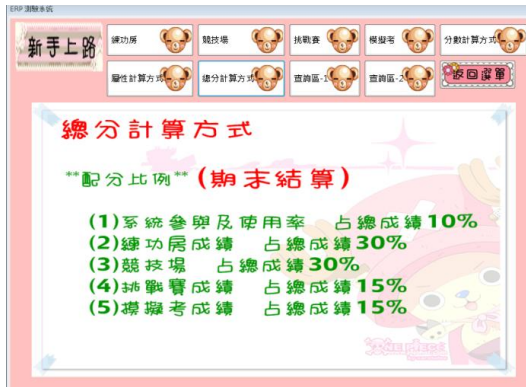 ERP 測驗系統
新手上路
練功房
競技場
挑戰賽
模擬考
分數計算方式
屬性計算方式
總分計算方式
查詢區-1
查詢區-2
返回選單
總分計算方式
**配分比例** (期末結算)
(1)系統參與及使用率 占總成績10%
(2)練功房成績 占總成績30%
(3)競技場 占總成績30%
(4)挑戰賽成績 占總成績15%
(5)模擬考成績 占總成績15%
ONE PIECE